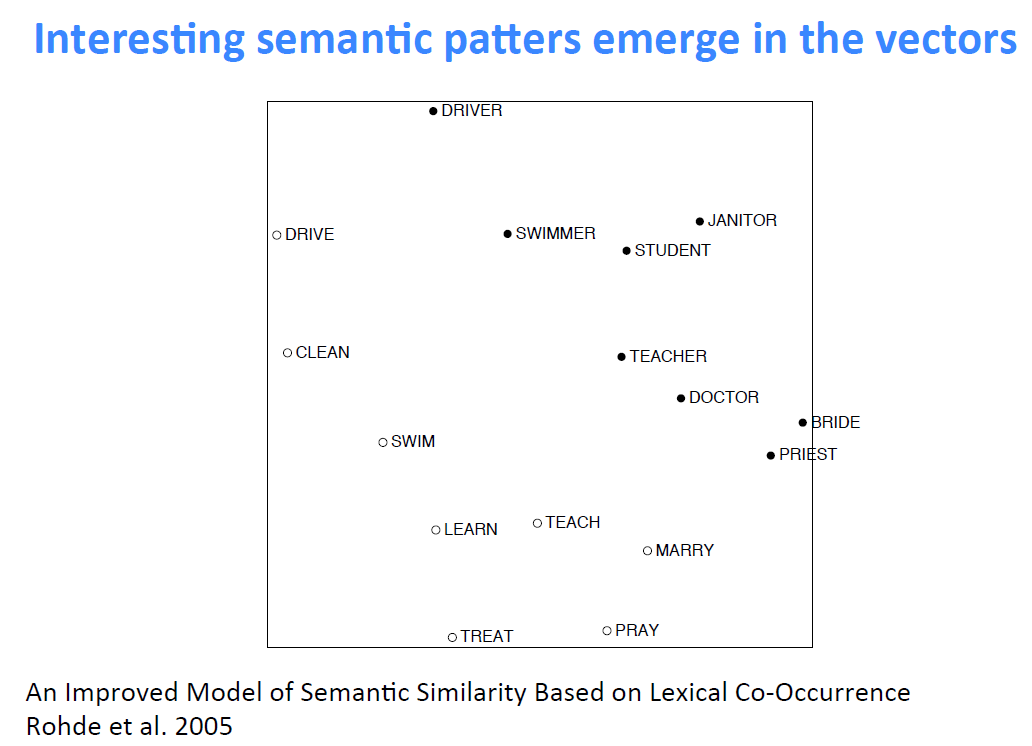 Interesting semantic patters emerge in the vectors
DRIVER
JANITOR
DRIVE
SWIMMER
STUDENT
CLEAN
TEACHER
DOCTOR
BRIDE
SWIM
PRIEST
LEARN
TEACH
MARRY
TREAT
PRAY
An Improved Model of Semantic Similarity Based on Lexical Co-Occurrence
Rohde et al. 2005